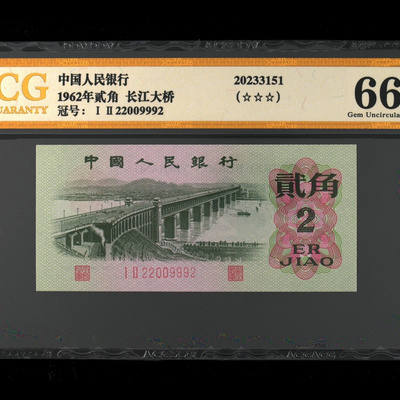 CG
UARANTY
中国人民银行
1962年贰角 长江大桥
冠号: I II 22009992
20233151
(☆☆☆)
66
Gem Uncircula
中國人民銀行
貳角
2
ER
JIAO
I II 22009992